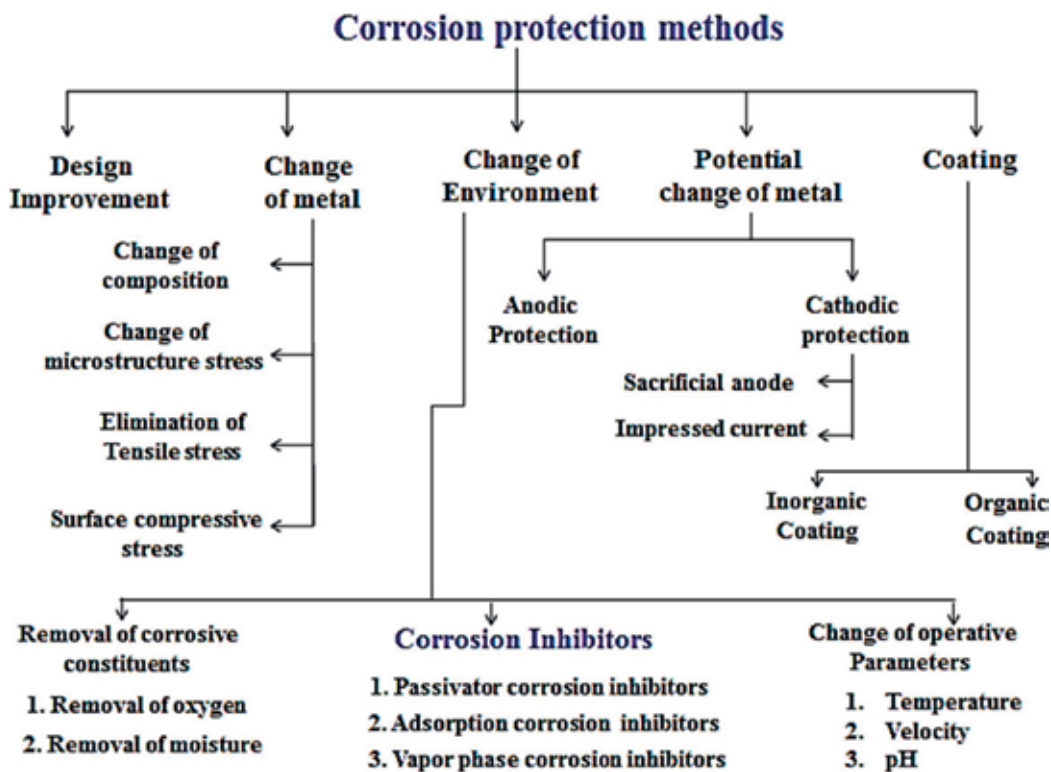 Corrosion protection methods
Design
Improvement
Change
of metal
Change of
Environment
Potential
change of metal
Coating
Change of
composition
Change of
microstructure stress
Elimination of
Tensile stress
Surface compressive
stress
Anodic
Protection
Cathodic
protection
Sacrificial anode
Impressed current
Inorganic
Coating
Organic
Coating
Removal of corrosive
constituents
1. Removal of oxygen
2. Removal of moisture
Corrosion Inhibitors
1. Passivator corrosion inhibitors
2. Adsorption corrosion inhibitors
3. Vapor phase corrosion inhibitors
Change of operative
Parameters
1. Temperature
2. Velocity
3. pH